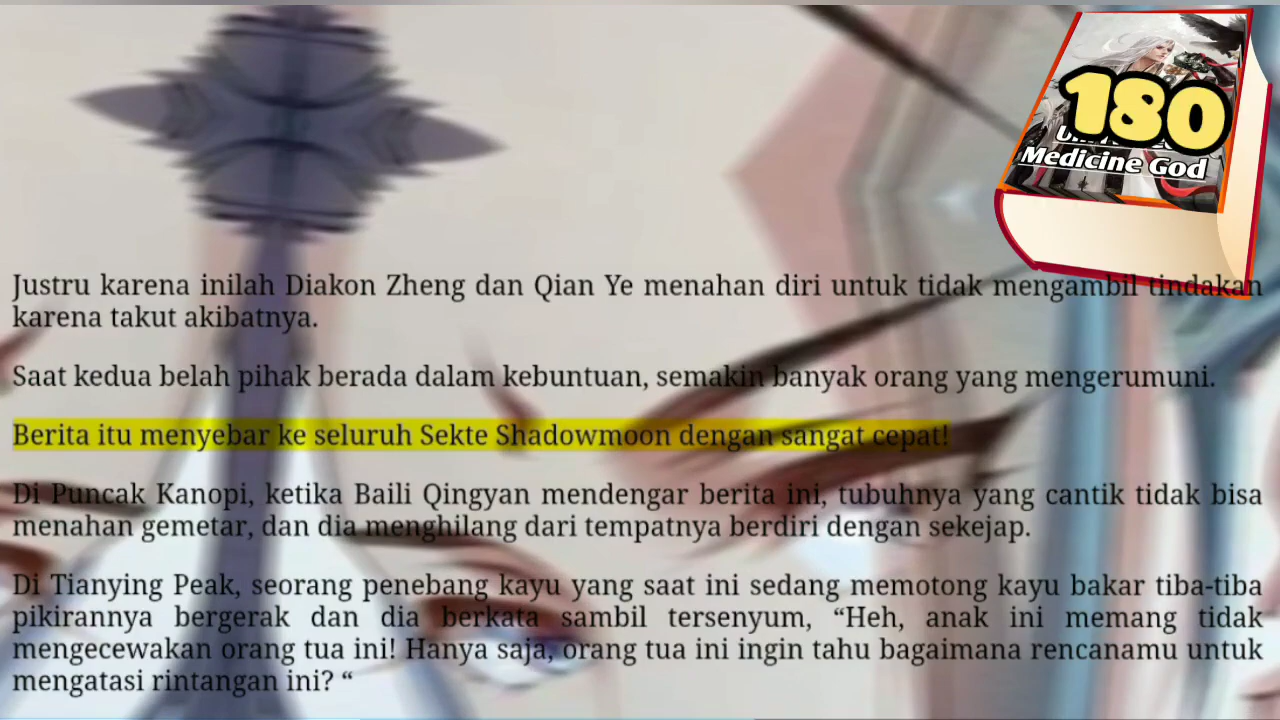 180
Medicine God
Justru karena inilah Diakon Zheng dan Qian Ye menahan diri untuk tidak mengambil tindakan
karena takut akibatnya.
Saat kedua belah pihak berada dalam kebuntuan, semakin banyak orang yang mengerumuni.
Berita itu menyebar ke seluruh Sekte Shadowmoon dengan sangat cepat!
Di Puncak Kanopi, ketika Baili Qingyan mendengar berita ini, tubuhnya yang cantik tidak bisa
menahan gemetar, dan dia menghilang dari tempatnya berdiri dengan sekejap.
Di Tianying Peak, seorang penebang kayu yang saat ini sedang memotong kayu bakar tiba-tiba
pikirannya bergerak dan dia berkata sambil tersenyum, “Heh, anak ini memang tidak
mengecewakan orang tua ini! Hanya saja, orang tua ini ingin tahu bagaimana rencanamu untuk
mengatasi rintangan ini? “